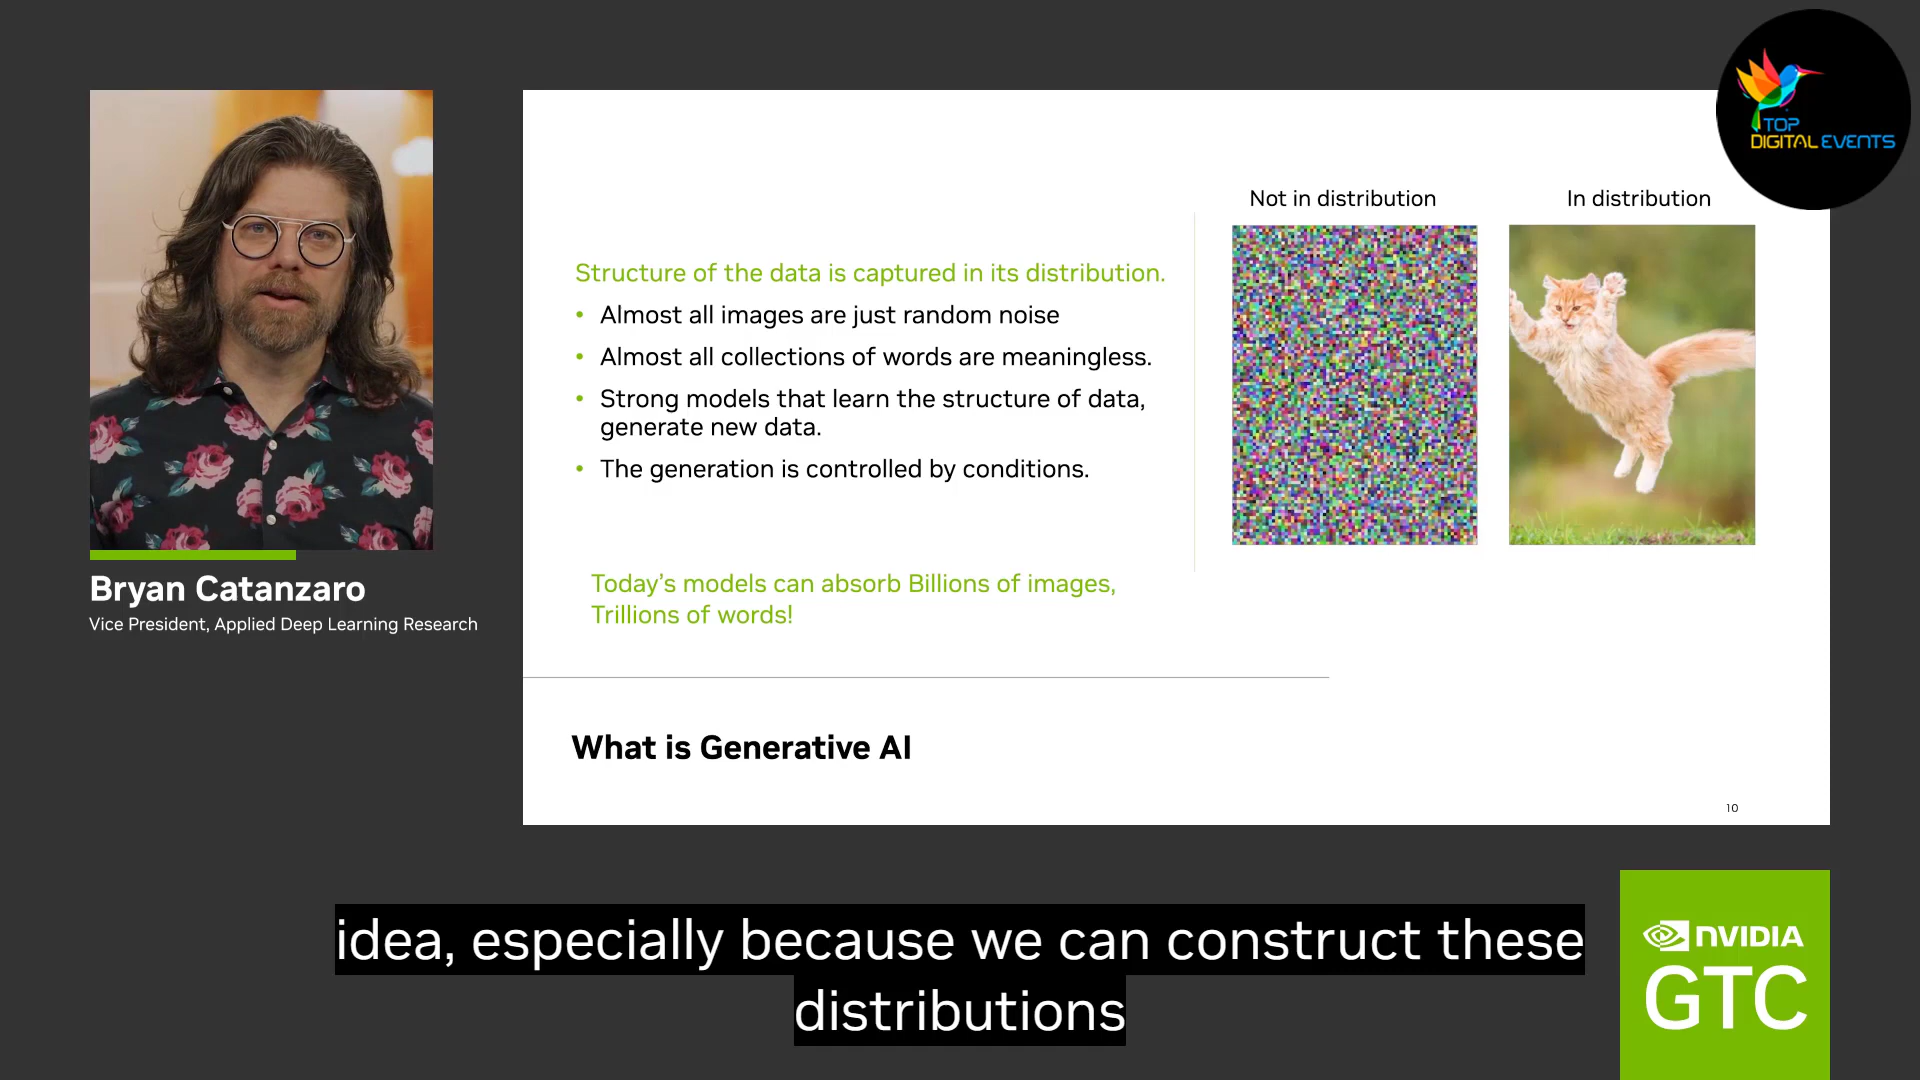 TOP
DIGITAL EVENTS
Not in distribution
In distribution
Structure of the data is captured in its distribution.
• Almost all images are just random noise
• Almost all collections of words are meaningless.
• Strong models that learn the structure of data,
generate new data.
• The generation is controlled by conditions.
Today’s models can absorb Billions of images,
Trillions of words!
What is Generative AI
10
Bryan Catanzaro
Vice President, Applied Deep Learning Research
idea, especially because we can construct these
distributions
NVIDIA
GTC